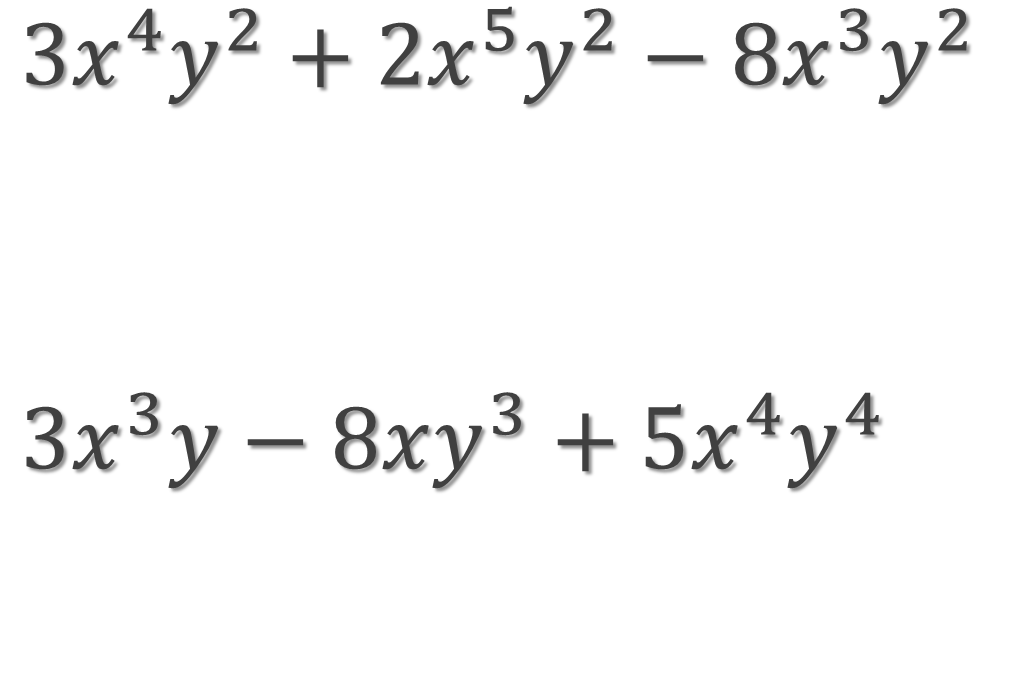 3x⁴y² + 2x⁵y² − 8x³y²
3x³y − 8xy³ + 5x⁴y⁴